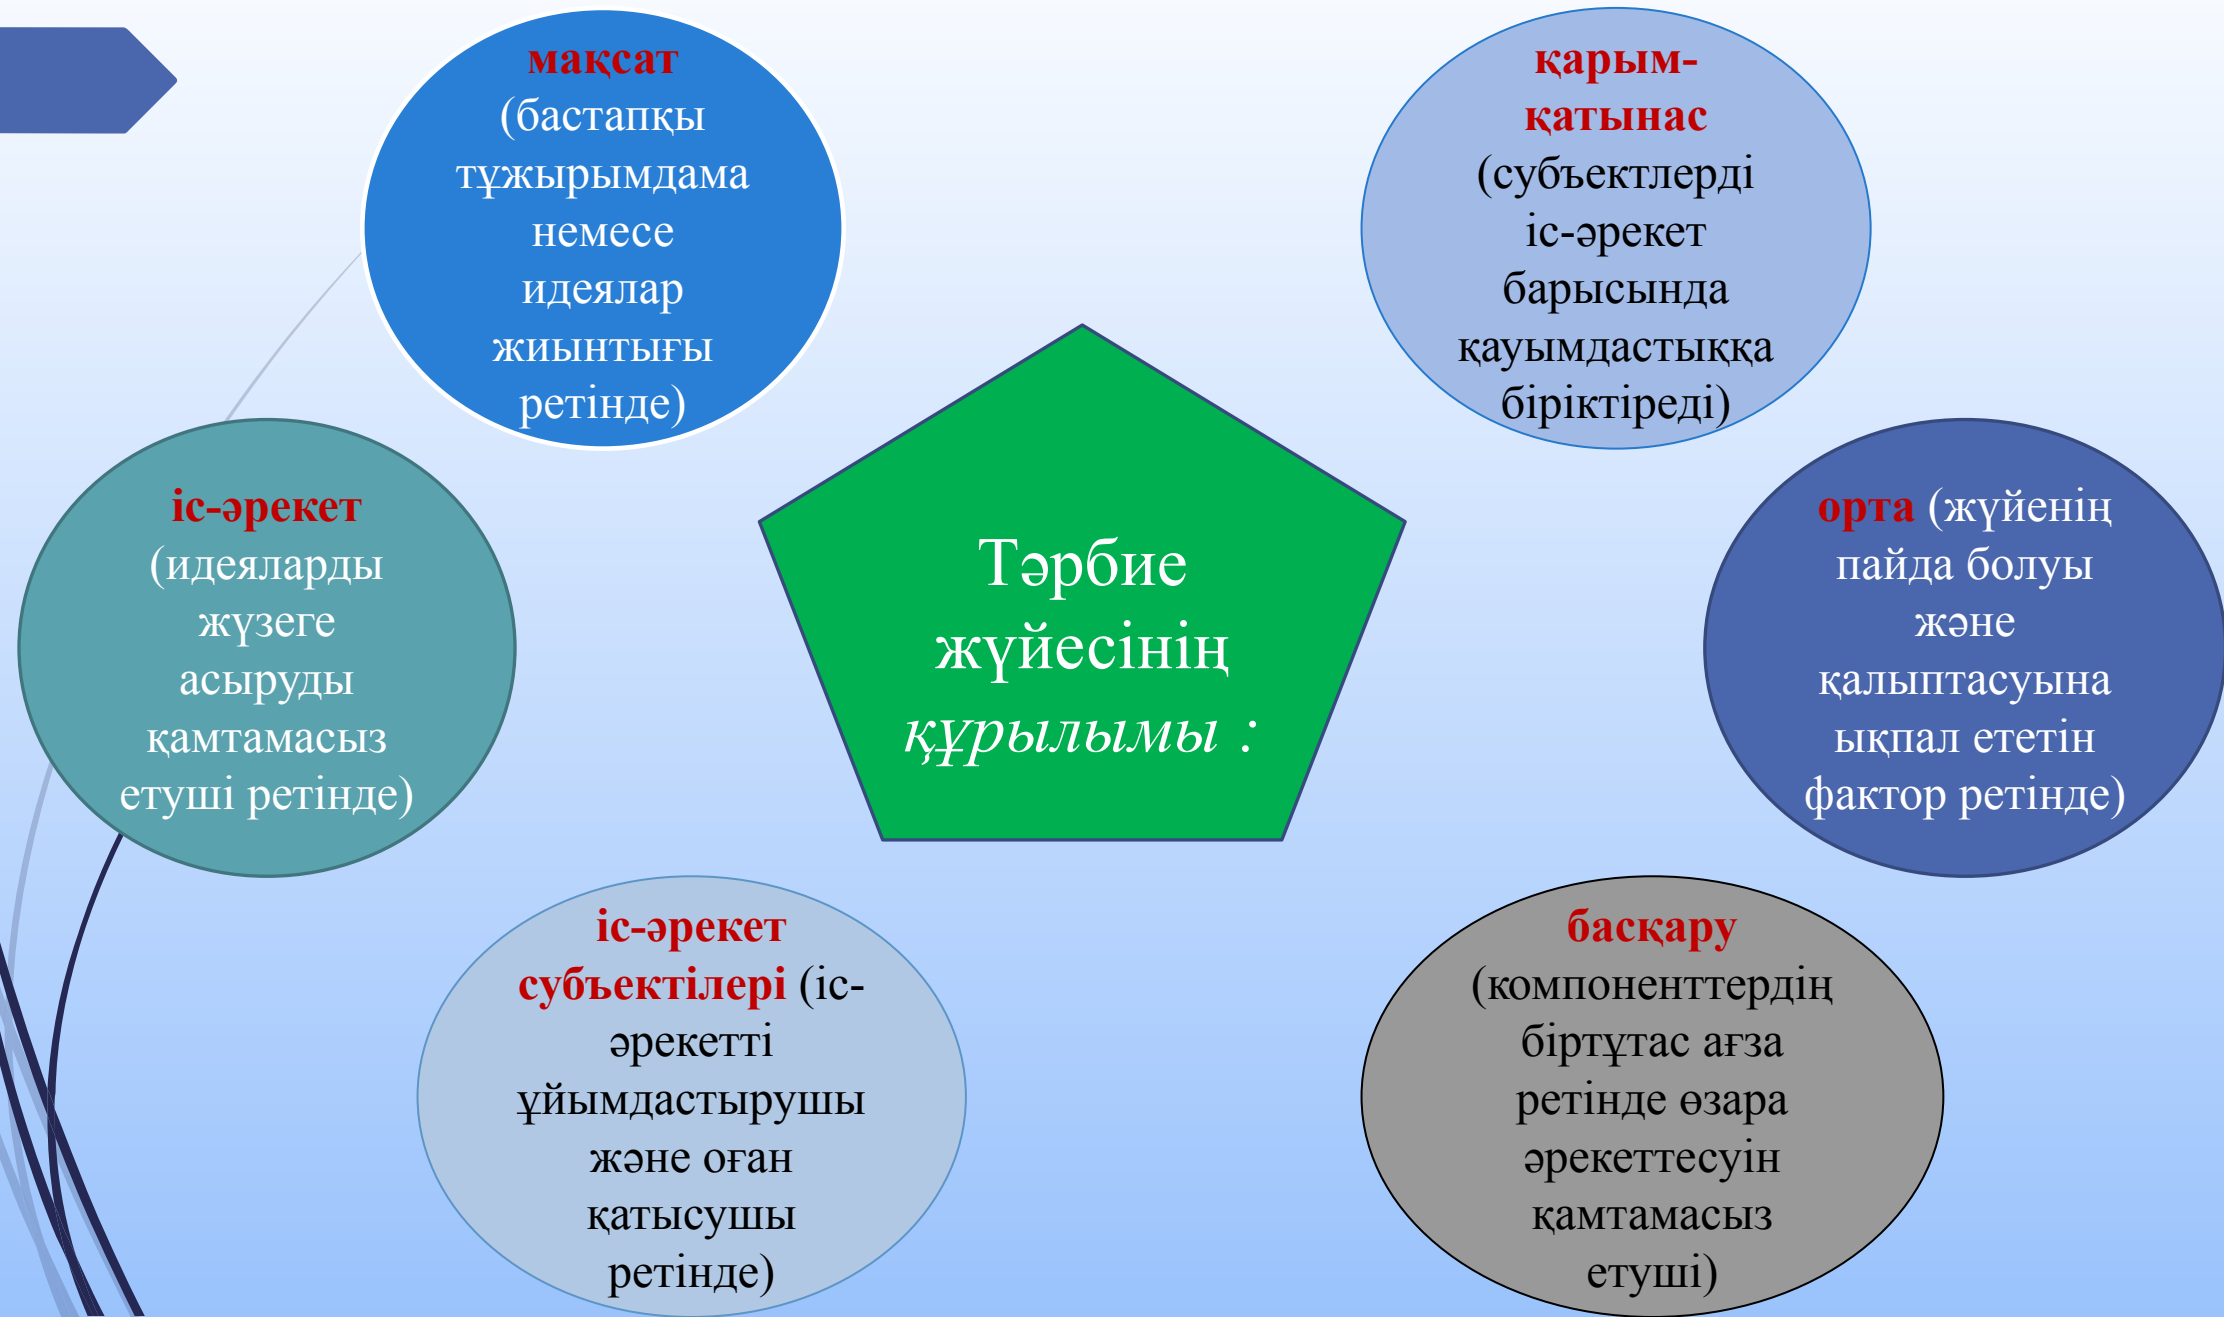 мақсат
(бастапқы
тұжырымдама
немесе
идеялар
жиынтығы
ретінде)
қарым-
қатынас
(субъектлерді
іс-әрекет
барысында
қауымдастыққа
біріктіреді)
іс-әрекет
(идеяларды
жүзеге
асыруды
қамтамасыз
етуші ретінде)
Тәрбие
жүйесінің
құрылымы :
орта (жүйенің
пайда болуы
және
қалыптасуына
ықпал ететін
фактор ретінде)
іс-әрекет
субъектілері (іс-
әрекетті
ұйымдастырушы
және оған
қатысушы
ретінде)
басқару
(компоненттердің
біртұтас ағза
ретінде өзара
әрекеттесуін
қамтамасыз
етуші)